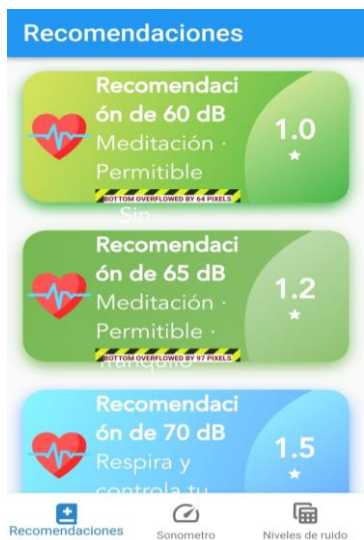 Recomendaciones
Recomendaci
ón de 60 dB
Meditación ·
Permitible
BOTTOM OVERFLOWED BY 64 PIXELS
Sin
1.0
Recomendaci
ón de 65 dB
Meditación ·
Permitible ·
BOTTOM OVERFLOWED BY 97 PIXELS
Tranquilo
1.2
Recomendaci
ón de 70 dB
Respira y
controla tu
1.5
Recomendaciones
Sonometro
Niveles de ruido